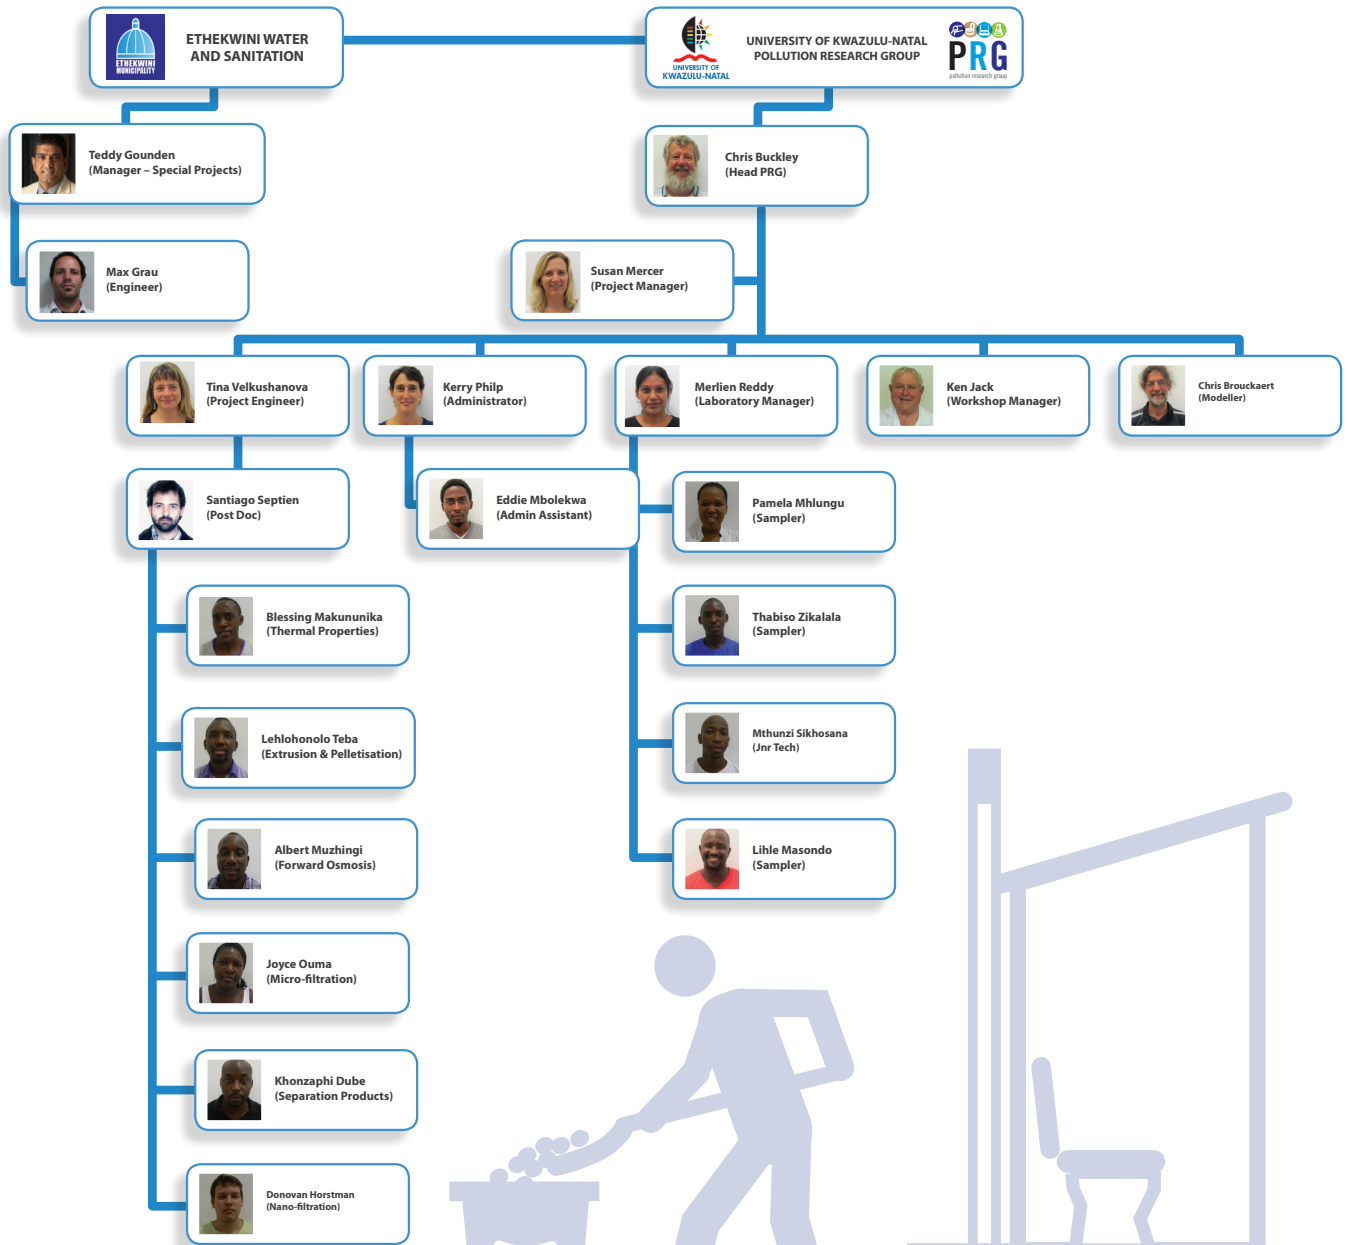 ETHEKWINI
MUNICIPALITY
ETHEKWINI WATER
AND SANITATION
UNIVERSITY OF
KWAZULU-NATAL
UNIVERSITY OF KWAZULU-NATAL
POLLUTION RESEARCH GROUP
PRG
pollution research group
Teddy Gounden
(Manager – Special Projects)
Chris Buckley
(Head PRG)
Max Grau
(Engineer)
Susan Mercer
(Project Manager)
Tina Velkushanova
(Project Engineer)
Kerry Philp
(Administrator)
Merlien Reddy
(Laboratory Manager)
Ken Jack
(Workshop Manager)
Chris Brouckaert
(Modeller)
Santiago Septien
(Post Doc)
Eddie Mbolekwa
(Admin Assistant)
Pamela Mhlungu
(Sampler)
Blessing Makununika
(Thermal Properties)
Thabiso Zikalala
(Sampler)
Lehlohonolo Teba
(Extrusion & Pelletisation)
Mthunzi Sikhosana
(Jnr Tech)
Albert Muzhingi
(Forward Osmosis)
Lihle Masondo
(Sampler)
Joyce Ouma
(Micro-filtration)
Khonzaphi Dube
(Separation Products)
Donovan Horstman
(Nano-filtration)